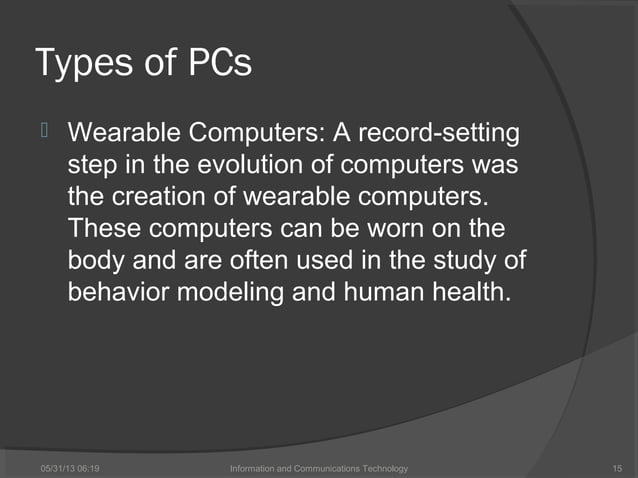 Types of PCs
Wearable Computers: A record-setting
step in the evolution of computers was
the creation of wearable computers.
These computers can be worn on the
body and are often used in the study of
behavior modeling and human health.
05/31/13 06:19 Information and Communications Technology 15